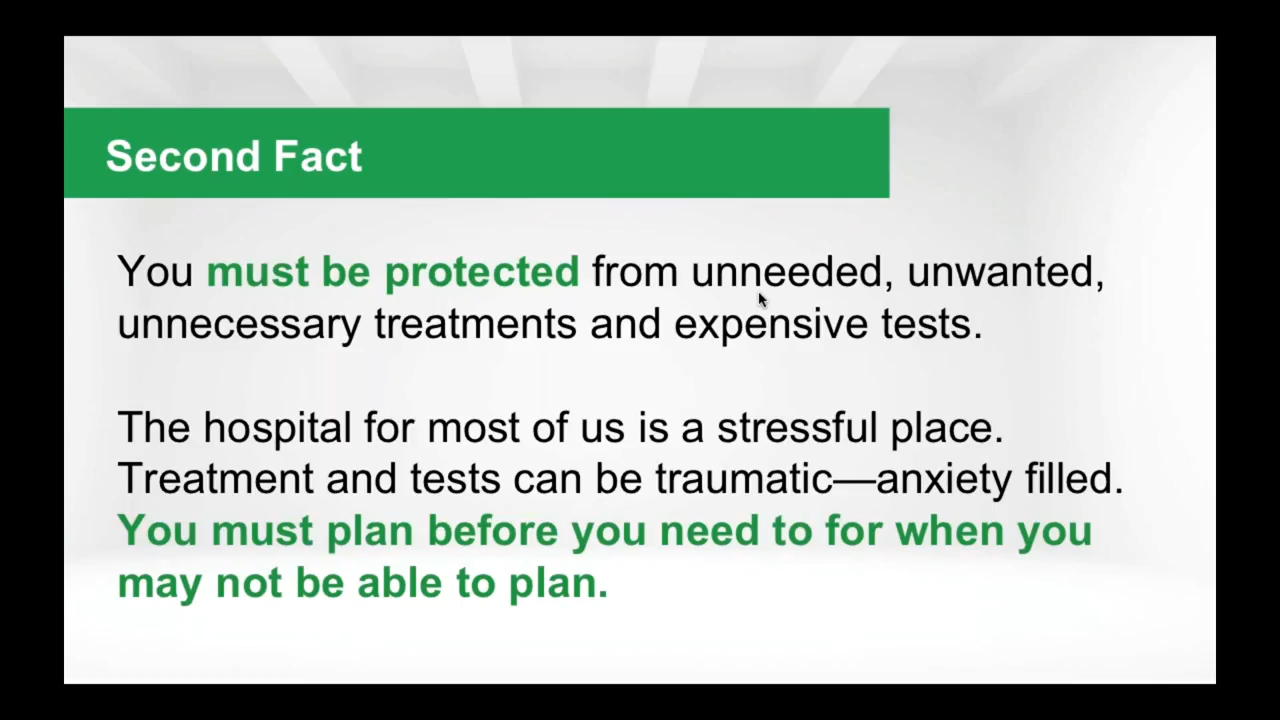 Second Fact
You must be protected from unneeded, unwanted,
unnecessary treatments and expensive tests.
The hospital for most of us is a stressful place.
Treatment and tests can be traumatic—anxiety filled.
You must plan before you need to for when you
may not be able to plan.